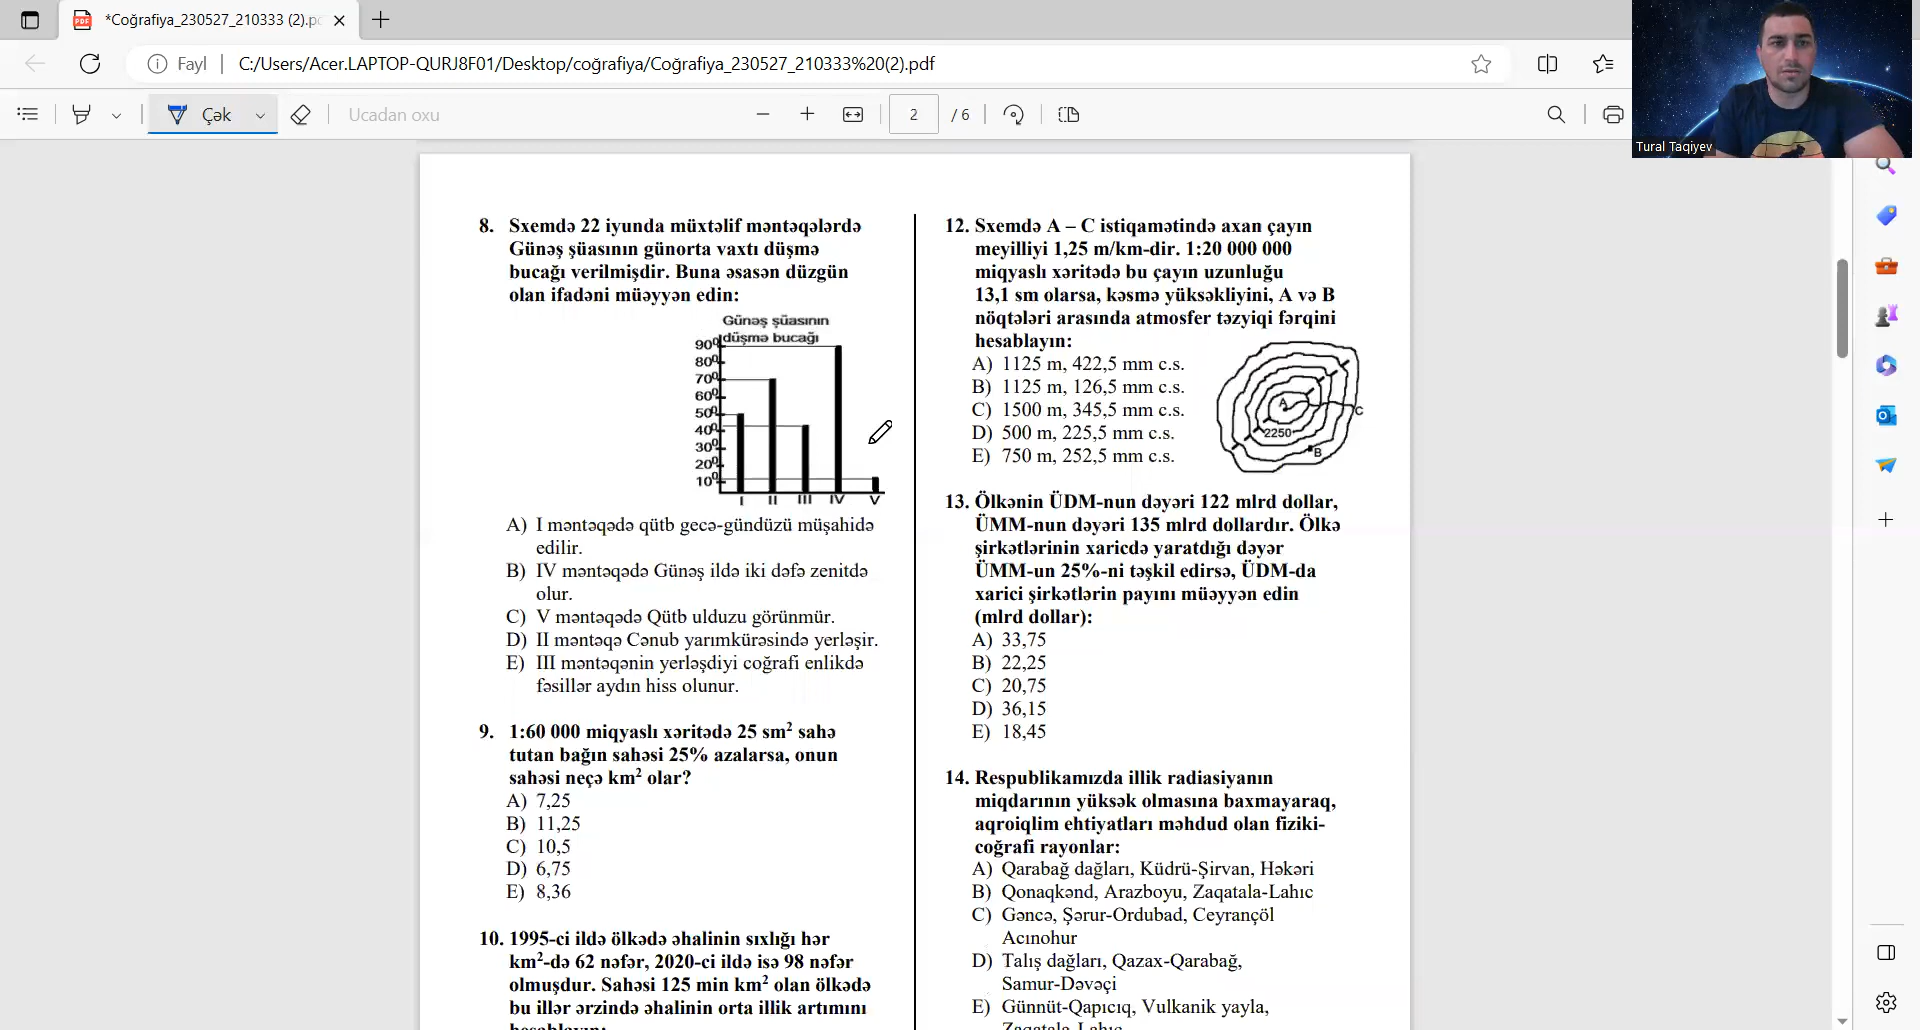 *Coğrafiya_230527_210333 (2).pd
Fayl
C:/Users/Acer.LAPTOP-QURJ8F01/Desktop/coğrafiya/Coğrafiya_230527_210333%20(2).pdf
Çək
Ucadan oxu
2
/ 6
Tural Taqiyev
8. Sxemdə 22 iyunda müxtəlif məntəqələrdə
Günəş şüasının günorta vaxtı düşmə
bucağı verilmişdir. Buna əsasən düzgün
olan ifadəni müəyyən edin:
Günəş şüasının
düşmə bucağı
90⁰
80⁰
70⁰
60⁰
50⁰
40⁰
30⁰
20⁰
10⁰
I II III IV V
A) I məntəqədə qütb gecə-gündüzü müşahidə
edilir.
B) IV məntəqədə Günəş ildə iki dəfə zenitdə
olur.
C) V məntəqədə Qütb ulduzu görünmür.
D) II məntəqə Cənub yarımkürəsində yerləşir.
E) III məntəqənin yerləşdiyi coğrafi enlikdə
fəsillər aydın hiss olunur.
9. 1:60 000 miqyaslı xəritədə 25 sm² sahə
tutan bağın sahəsi 25% azalarsa, onun
sahəsi neçə km² olar?
A) 7,25
B) 11,25
C) 10,5
D) 6,75
E) 8,36
10. 1995-ci ildə ölkədə əhalinin sıxlığı hər
km²-də 62 nəfər, 2020-ci ildə isə 98 nəfər
olmuşdur. Sahəsi 125 min km² olan ölkədə
bu illər ərzində əhalinin orta illik artımını
hesablayın:
12. Sxemdə A – C istiqamətində axan çayın
meyilliyi 1,25 m/km-dir. 1:20 000 000
miqyaslı xəritədə bu çayın uzunluğu
13,1 sm olarsa, kəsmə yüksəkliyini, A və B
nöqtələri arasında atmosfer təzyiqi fərqini
hesablayın:
A) 1125 m, 422,5 mm c.s.
B) 1125 m, 126,5 mm c.s.
C) 1500 m, 345,5 mm c.s.
D) 500 m, 225,5 mm c.s.
E) 750 m, 252,5 mm c.s.
A
C
2250
B
13. Ölkənin ÜDM-nun dəyəri 122 mlrd dollar,
ÜMM-nun dəyəri 135 mlrd dollardır. Ölkə
şirkətlərinin xaricdə yaratdığı dəyər
ÜMM-un 25%-ni təşkil edirsə, ÜDM-da
xarici şirkətlərin payını müəyyən edin
(mlrd dollar):
A) 33,75
B) 22,25
C) 20,75
D) 36,15
E) 18,45
14. Respublikamızda illik radiasiyanın
miqdarının yüksək olmasına baxmayaraq,
aqroiqlim ehtiyatları məhdud olan fiziki-
coğrafi rayonlar:
A) Qarabağ dağları, Küdrü-Şirvan, Həkəri
B) Qonaqkənd, Arazboyu, Zaqatala-Lahıc
C) Gəncə, Şərur-Ordubad, Ceyrançöl
Acınohur
D) Talış dağları, Qazax-Qarabağ,
Samur-Dəvəçi
E) Günnüt-Qapıcıq, Vulkanik yayla,
Zaqatala-Lahıc